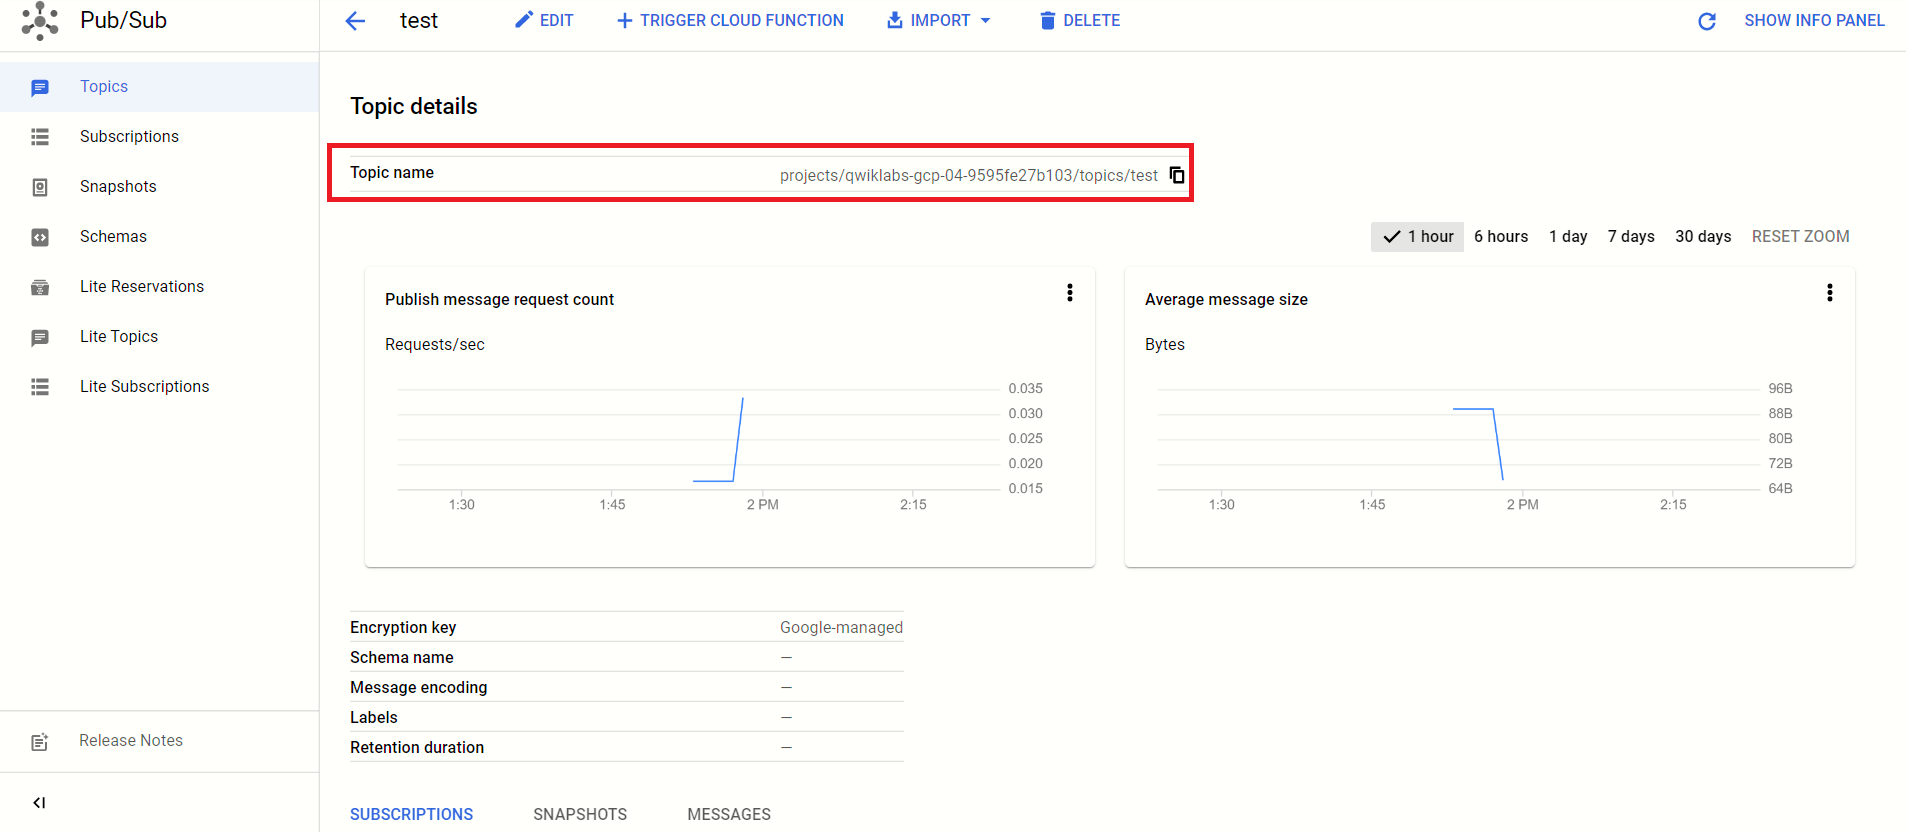 Pub/Sub
test
EDIT
TRIGGER CLOUD FUNCTION
IMPORT
DELETE
SHOW INFO PANEL
Topics
Subscriptions
Snapshots
Schemas
Lite Reservations
Lite Topics
Lite Subscriptions
Release Notes
Topic details
Topic name projects/qwiklabs-gcp-04-9595fe27b103/topics/test
1 hour 6 hours 1 day 7 days 30 days RESET ZOOM
Publish message request count
Requests/sec
0.035
0.030
0.025
0.020
0.015
1:30 1:45 2 PM 2:15
Average message size
Bytes
96B
88B
80B
72B
64B
1:30 1:45 2 PM 2:15
Encryption key Google-managed
Schema name —
Message encoding —
Labels —
Retention duration —
SUBSCRIPTIONS SNAPSHOTS MESSAGES